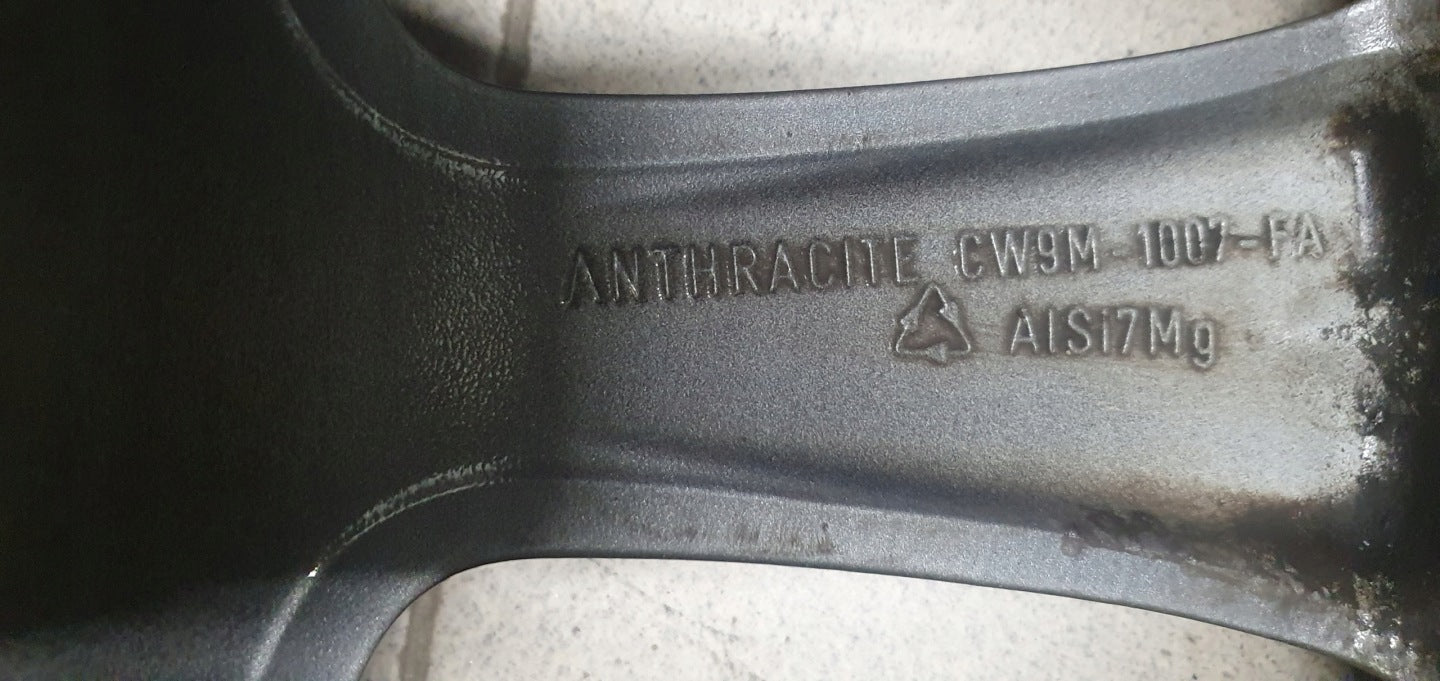 ANTHRACITE CW9M-1007-FA
AlSi7Mg